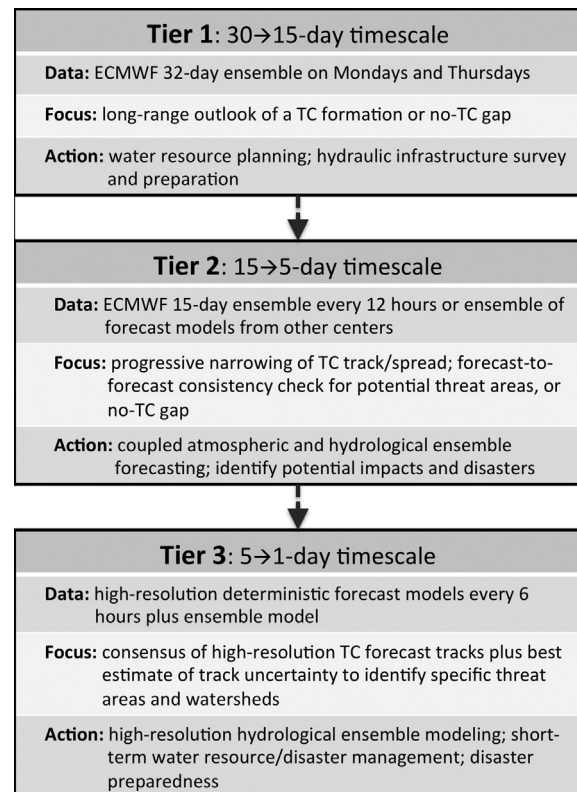 Tier 1: 30→15-day timescale
Data: ECMWF 32-day ensemble on Mondays and Thursdays
Focus: long-range outlook of a TC formation or no-TC gap
Action: water resource planning; hydraulic infrastructure survey
and preparation
Tier 2: 15→5-day timescale
Data: ECMWF 15-day ensemble every 12 hours or ensemble of
forecast models from other centers
Focus: progressive narrowing of TC track/spread; forecast-to-
forecast consistency check for potential threat areas, or
no-TC gap
Action: coupled atmospheric and hydrological ensemble
forecasting; identify potential impacts and disasters
Tier 3: 5→1-day timescale
Data: high-resolution deterministic forecast models every 6
hours plus ensemble model
Focus: consensus of high-resolution TC forecast tracks plus best
estimate of track uncertainty to identify specific threat
areas and watersheds
Action: high-resolution hydrological ensemble modeling; short-
term water resource/disaster management; disaster
preparedness